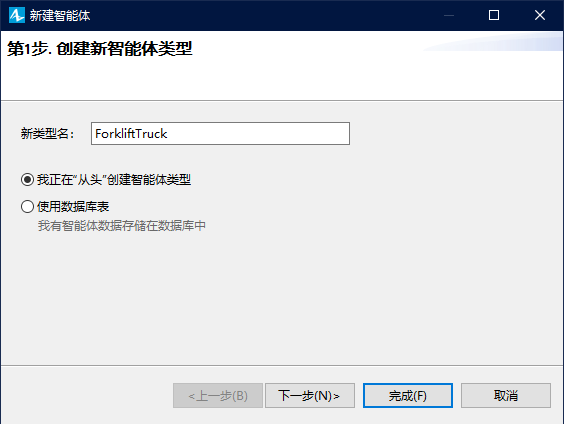 新建智能体
第1步. 创建新智能体类型
新类型名： ForkliftTruck
我正在“从头”创建智能体类型
使用数据库表
我有智能体数据存储在数据库中
<上一步(B) 下一步(N)> 完成(F) 取消